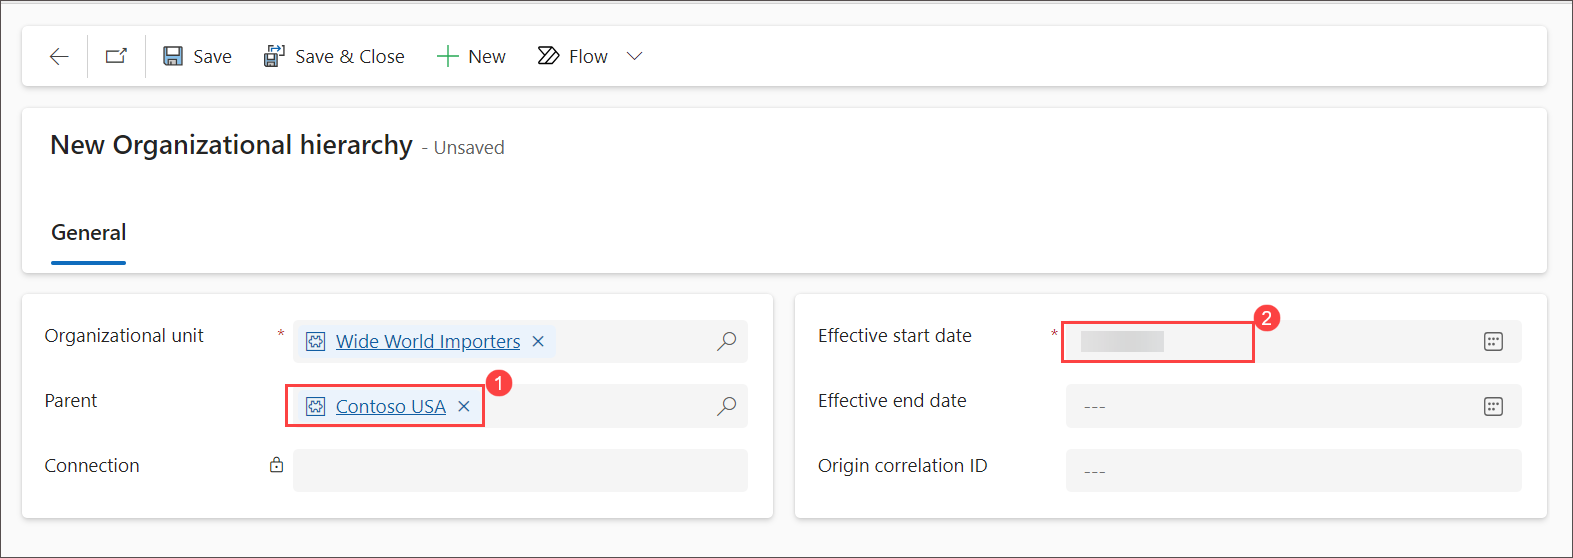 Save Save & Close New Flow
New Organizational hierarchy - Unsaved
General
Organizational unit * Wide World Importers
Parent Contoso USA 1
Connection
Effective start date * 2
Effective end date ---
Origin correlation ID ---